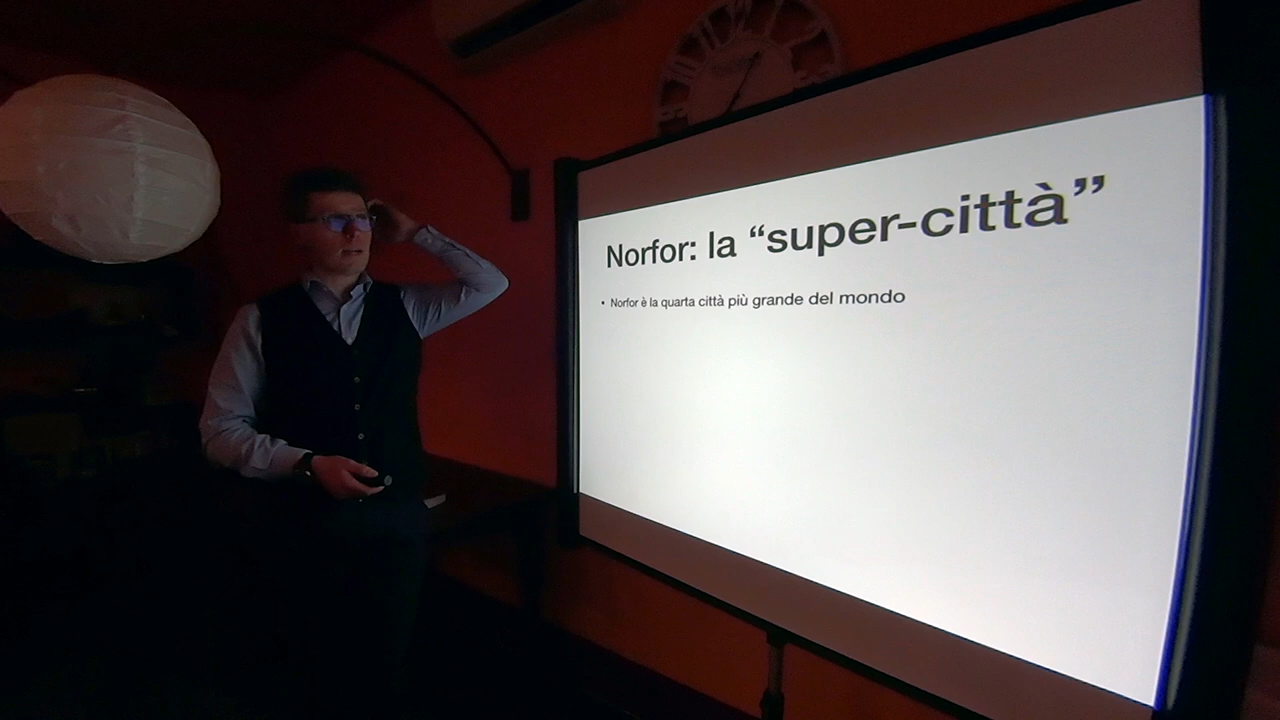 Norfor: la “super-città”
• Norfor è la quarta città più grande del mondo